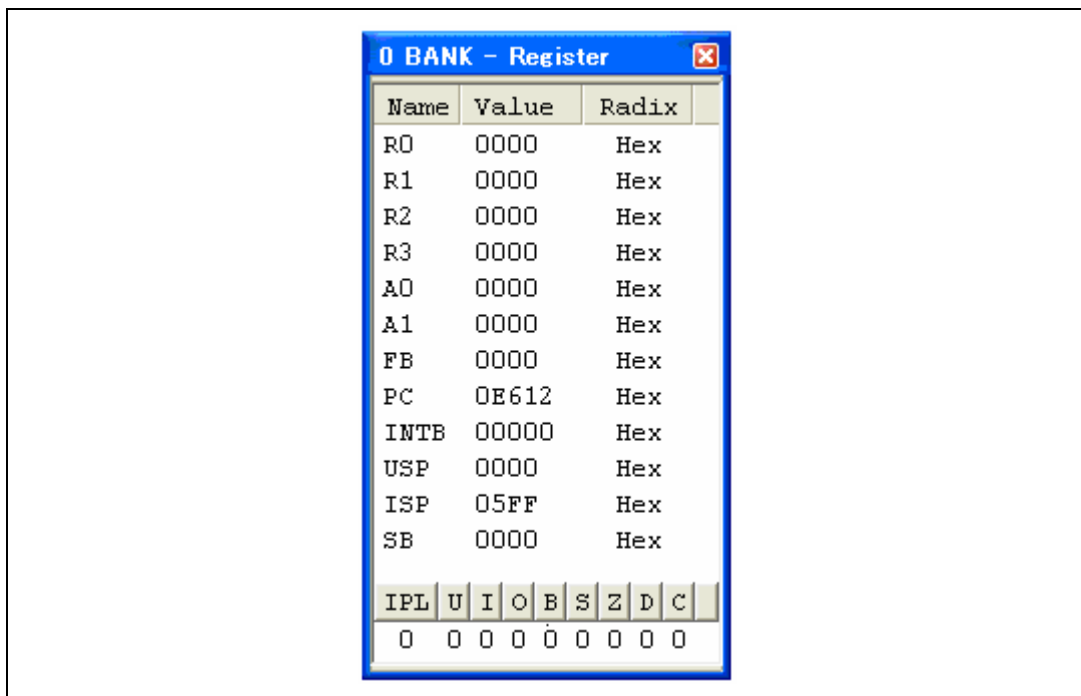 0 BANK - Register
Name Value Radix
R0 0000 Hex
R1 0000 Hex
R2 0000 Hex
R3 0000 Hex
A0 0000 Hex
A1 0000 Hex
FB 0000 Hex
PC 0E612 Hex
INTB 00000 Hex
USP 0000 Hex
ISP 05FF Hex
SB 0000 Hex
IPL U I O B S Z D C
0 0 0 0 0 0 0 0 0